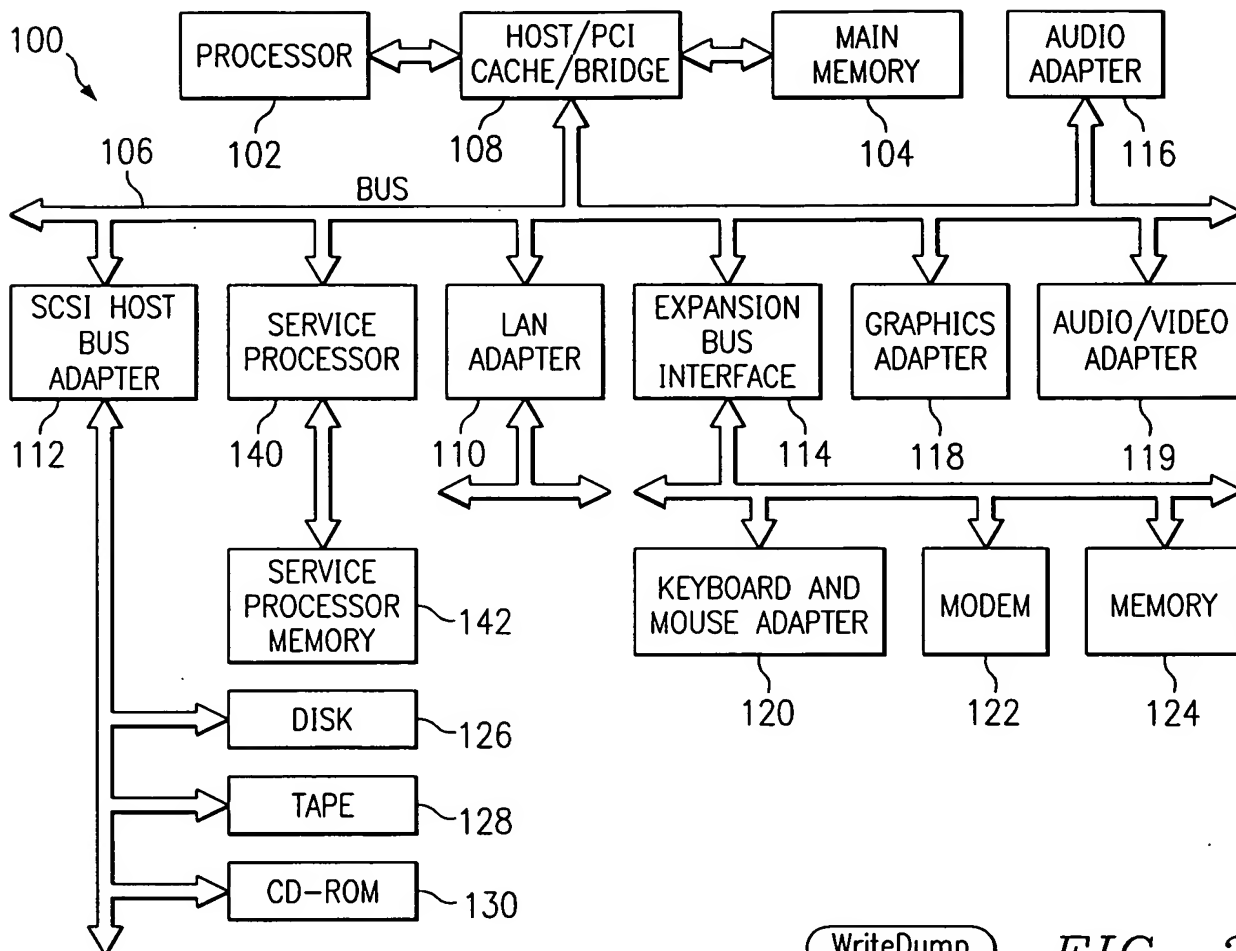 100
PROCESSOR
HOST/PCI
CACHE/BRIDGE
MAIN
MEMORY
AUDIO
ADAPTER
102
108
104
116
106
BUS
SCSI HOST
BUS
ADAPTER
SERVICE
PROCESSOR
LAN
ADAPTER
EXPANSION
BUS
INTERFACE
GRAPHICS
ADAPTER
AUDIO/VIDEO
ADAPTER
112
140
110
114
118
119
SERVICE
PROCESSOR
MEMORY
142
KEYBOARD AND
MOUSE ADAPTER
MODEM
MEMORY
120
122
124
DISK
126
TAPE
128
CD-ROM
130
WriteDump
FIG.